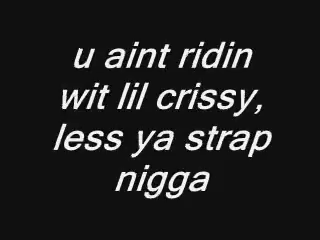 u aint ridin
wit lil crissy,
less ya strap
nigga